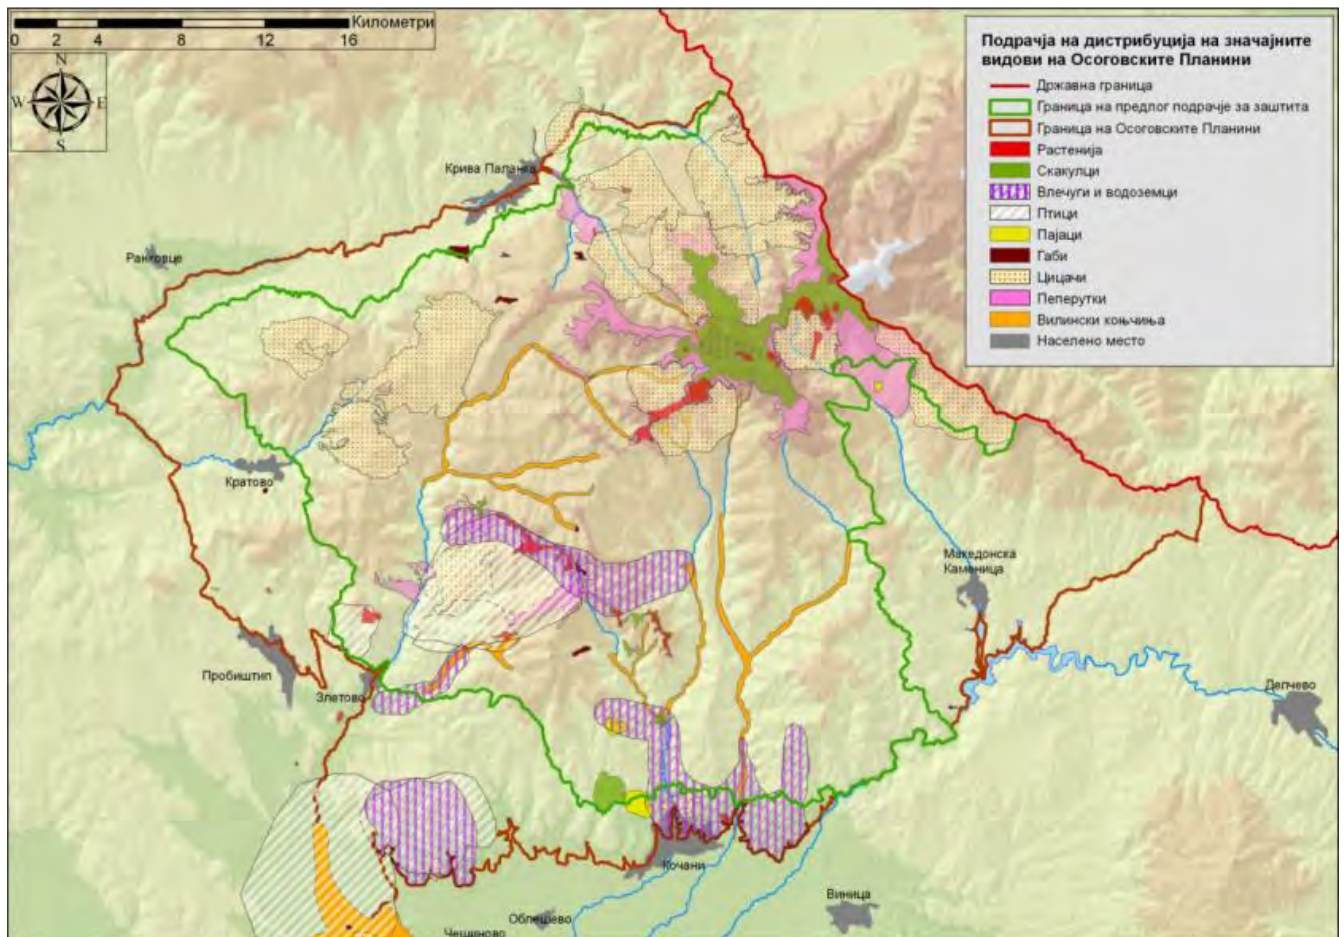 Километри
0 2 4 8 12 16
N
W E
S
Подрачја на дистрибуција на значајните
видови на Осоговските Планини
Државна граница
Граница на предлог подрачје за заштита
Граница на Осоговските Планини
Растенија
Скакулци
Влечуги и водоземци
Птици
Пајаци
Габи
Цицачи
Пеперутки
Вилински коњчиња
Населено место
Крива Паланка
Ранковце
Кратово
Македонска
Каменица
Пробиштип
Злетово
Делчево
Кочани
Виница
Облешево
Чешиново